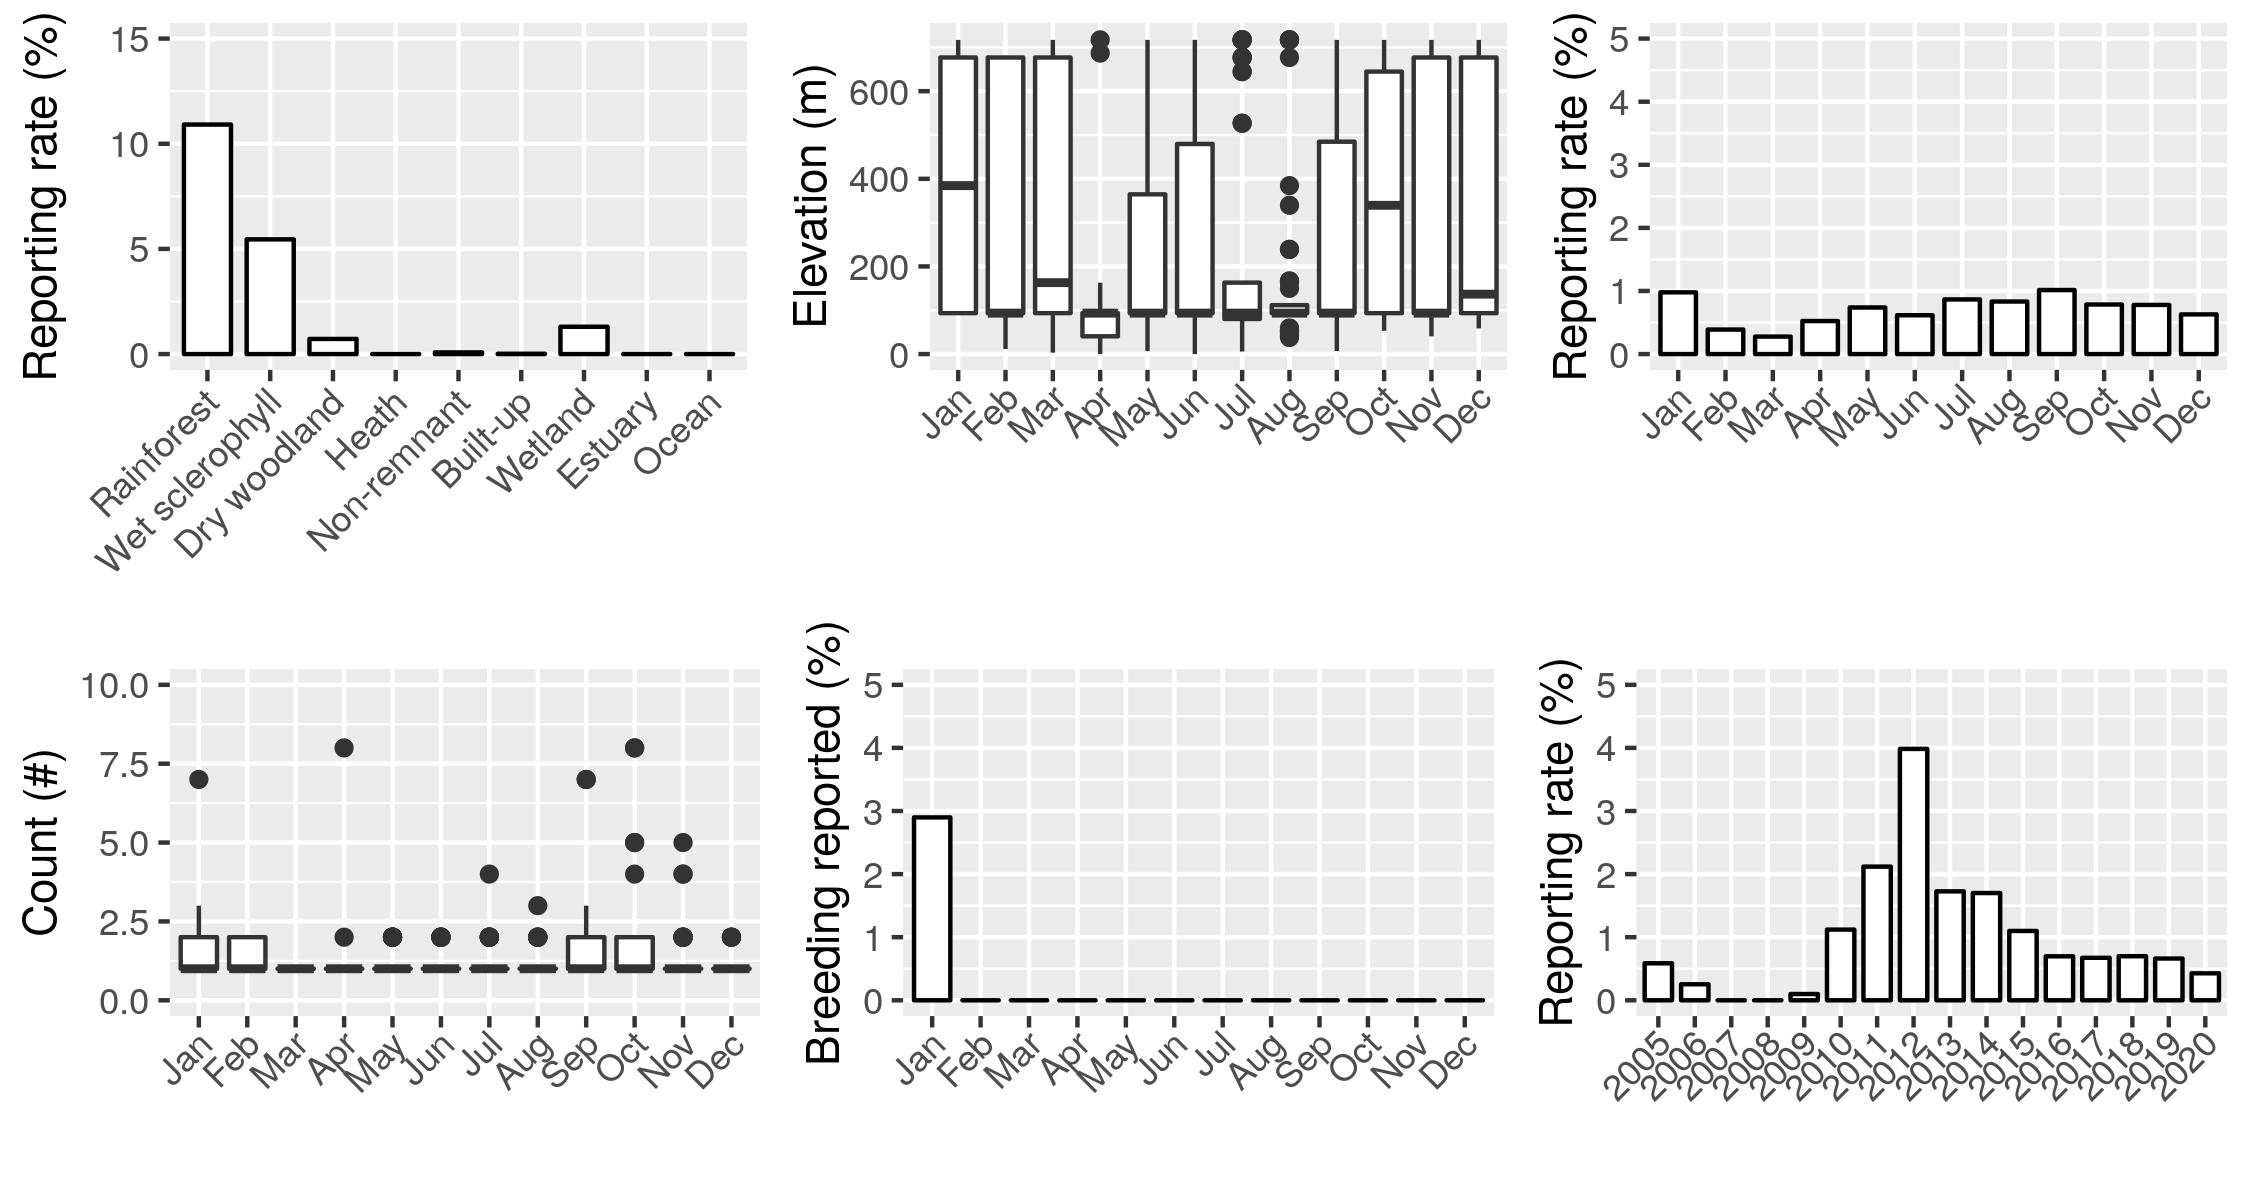 Reporting rate (%)
15
10
5
0
Rainforest
Wet sclerophyll
Dry woodland
Heath
Non-remnant
Built-up
Wetland
Estuary
Ocean
Elevation (m)
600
400
200
0
Jan
Feb
Mar
Apr
May
Jun
Jul
Aug
Sep
Oct
Nov
Dec
Reporting rate (%)
5
4
3
2
1
0
Jan
Feb
Mar
Apr
May
Jun
Jul
Aug
Sep
Oct
Nov
Dec
Count (#)
10.0
7.5
5.0
2.5
0.0
Jan
Feb
Mar
Apr
May
Jun
Jul
Aug
Sep
Oct
Nov
Dec
Breeding reported (%)
5
4
3
2
1
0
Jan
Feb
Mar
Apr
May
Jun
Jul
Aug
Sep
Oct
Nov
Dec
Reporting rate (%)
5
4
3
2
1
0
2005
2006
2007
2008
2009
2010
2011
2012
2013
2014
2015
2016
2017
2018
2019
2020